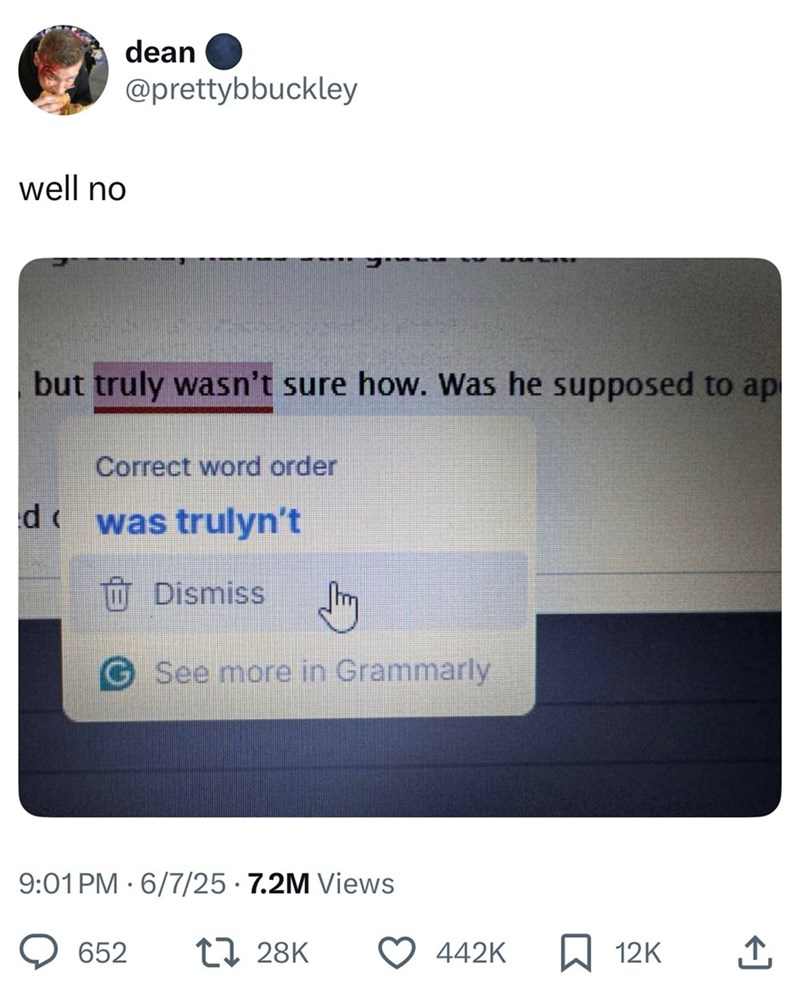 dean
@prettybbuckley
well no
but truly wasn't sure how. Was he supposed to
Correct word order
was trulyn't
Dismiss
See more in Grammarly
9:01 PM · 6/7/25 · 7.2M Views
652 28K 442K 12K